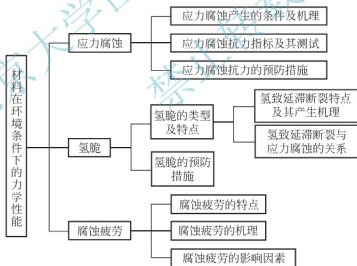 材料在环境条件下的力学性能
应力腐蚀
应力腐蚀产生的条件及机理
应力腐蚀抗力指标及其测试
应力腐蚀抗力的预防措施
氢脆
氢脆的类型
及特点
氢致延滞断裂特点
及其产生机理
氢致延滞断裂与
应力腐蚀的关系
氢脆的预防
措施
腐蚀疲劳
腐蚀疲劳的特点
腐蚀疲劳的机理
腐蚀疲劳的影响因素